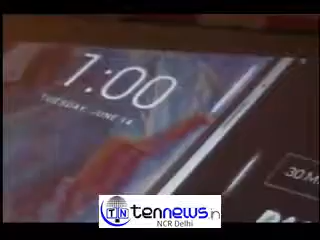 1:00
TUESDAY, JUNE 14
30 M
TN
tennews.in
NCR Delhi